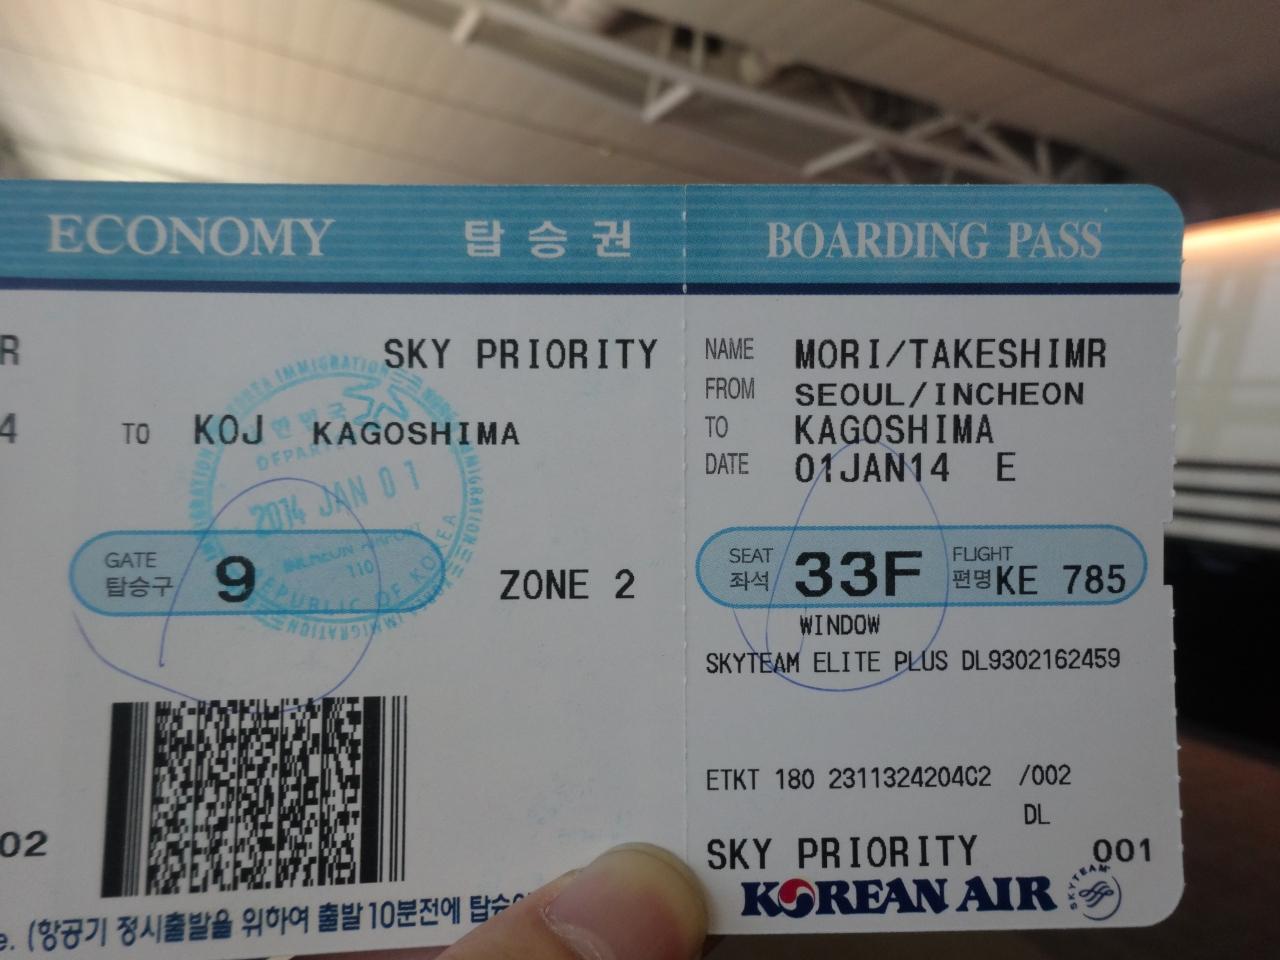 ECONOMY 탑승권 BOARDING PASS
R
SKY PRIORITY
4 TO KOJ KAGOSHIMA
2014 JAN 01
GATE
탑승구 9
ZONE 2
110
REPUBLIC OF KOREA
02
e. (항공기 정시출발을 위하여 출발 10분전에
NAME MORI/TAKESHIMR
FROM SEOUL/INCHEON
TO KAGOSHIMA
DATE 01JAN14 E
SEAT
좌석 33F
FLIGHT
편명 KE 785
WINDOW
SKYTEAM ELITE PLUS DL9302162459
ETKT 180 2311324204C2 /002
DL
SKY PRIORITY 001
KOREAN AIR
SKYTEAM